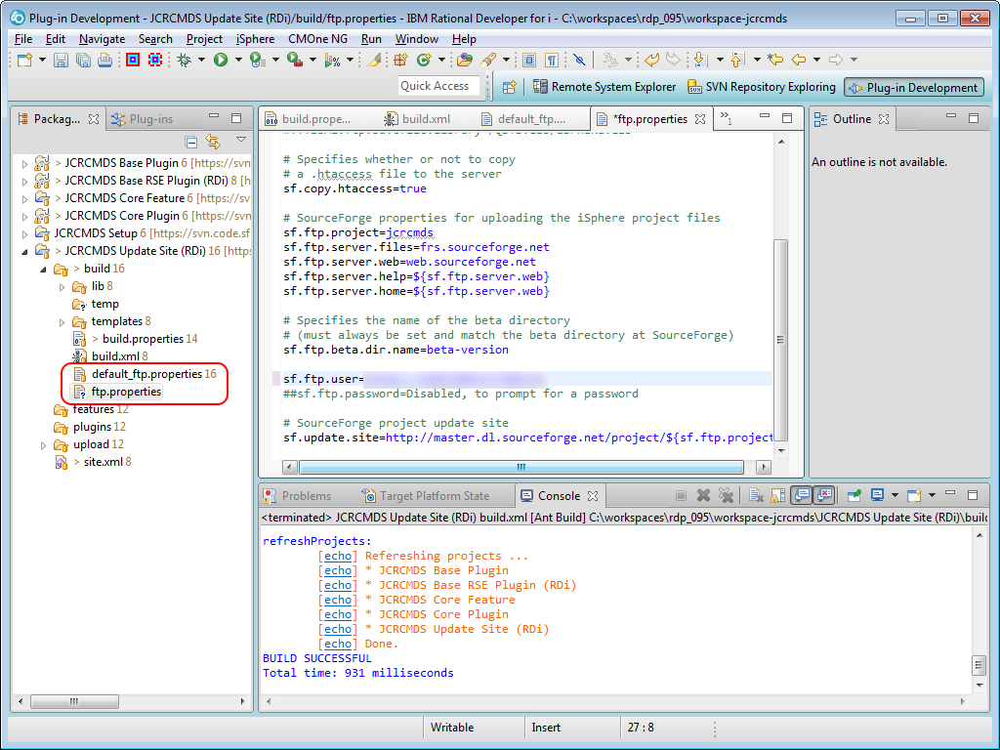 Plug-in Development - JCRCMDS Update Site (RDi)/build/ftp.properties - IBM Rational Developer for i - C:\workspaces\rdp_095\workspace-jcrcmds
File Edit Navigate Search Project iSphere CMOne NG Run Window Help
Quick Access Remote System Explorer SVN Repository Exploring Plug-in Development
Packag... Plug-ins
> JCRCMDS Base Plugin 6 [https://svn
> JCRCMDS Base RSE Plugin (RDi) 8 [h
> JCRCMDS Core Feature 6 [https://sv
> JCRCMDS Core Plugin 6 [https://svn
JCRCMDS Setup 6 [https://svn.code.sf
> JCRCMDS Update Site (RDi) 16 [https
> build 16
lib 8
temp
templates 8
> build.properties 14
build.xml 8
default_ftp.properties 16
ftp.properties
features 12
plugins 12
upload 12
> site.xml 8
build.prope... build.xml default_ftp.... *ftp.properties »1
# Specifies whether or not to copy
# a .htaccess file to the server
sf.copy.htaccess=true
# SourceForge properties for uploading the iSphere project files
sf.ftp.project=jcrcmds
sf.ftp.server.files=frs.sourceforge.net
sf.ftp.server.web=web.sourceforge.net
sf.ftp.server.help=${sf.ftp.server.web}
sf.ftp.server.home=${sf.ftp.server.web}
# Specifies the name of the beta directory
# (must always be set and match the beta directory at SourceForge)
sf.ftp.beta.dir.name=beta-version
sf.ftp.user=
##sf.ftp.password=Disabled, to prompt for a password
# SourceForge project update site
sf.update.site=http://master.dl.sourceforge.net/project/${sf.ftp.project
Outline
An outline is not available.
Problems Target Platform State Console
<terminated> JCRCMDS Update Site (RDi) build.xml [Ant Build] C:\workspaces\rdp_095\workspace-jcrcmds\JCRCMDS Update Site (RDi)\build
refreshProjects:
[echo] Refereshing projects ...
[echo] * JCRCMDS Base Plugin
[echo] * JCRCMDS Base RSE Plugin (RDi)
[echo] * JCRCMDS Core Feature
[echo] * JCRCMDS Core Plugin
[echo] * JCRCMDS Update Site (RDi)
[echo] Done.
BUILD SUCCESSFUL
Total time: 931 milliseconds
Writable Insert 27 : 8